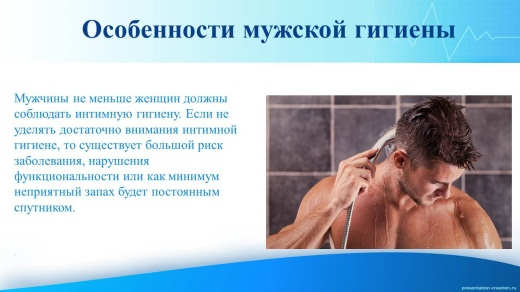 Особенности мужской гигиены
Мужчины не меньше женщин должны
соблюдать интимную гигиену. Если не
уделять достаточно внимания интимной
гигиене, то существует большой риск
заболевания, нарушения
функциональности или как минимум
неприятный запах будет постоянным
спутником.
presentation-creation.ru